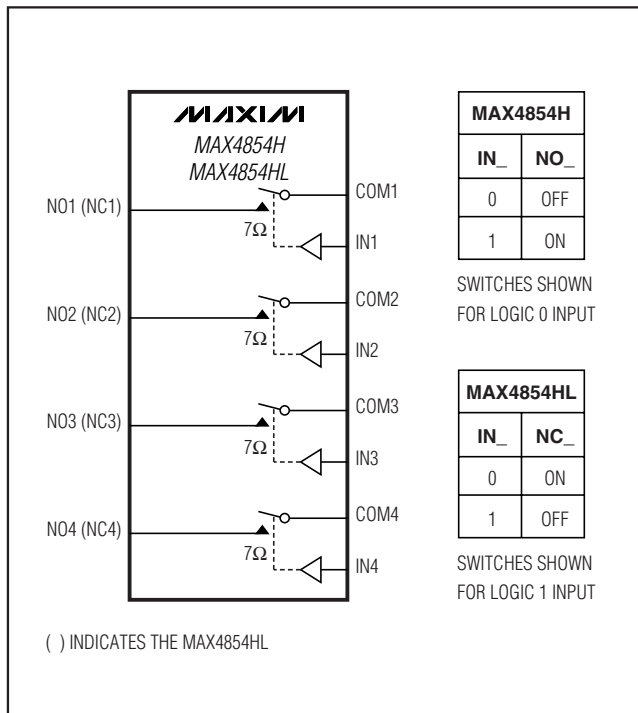 MAXIM
MAX4854H
MAX4854HL
NO1 (NC1)
COM1
7Ω
IN1
NO2 (NC2)
COM2
7Ω
IN2
NO3 (NC3)
COM3
7Ω
IN3
NO4 (NC4)
COM4
7Ω
IN4
( ) INDICATES THE MAX4854HL
MAX4854H
IN_ NO_
0 OFF
1 ON
SWITCHES SHOWN
FOR LOGIC 0 INPUT
MAX4854HL
IN_ NC_
0 ON
1 OFF
SWITCHES SHOWN
FOR LOGIC 1 INPUT